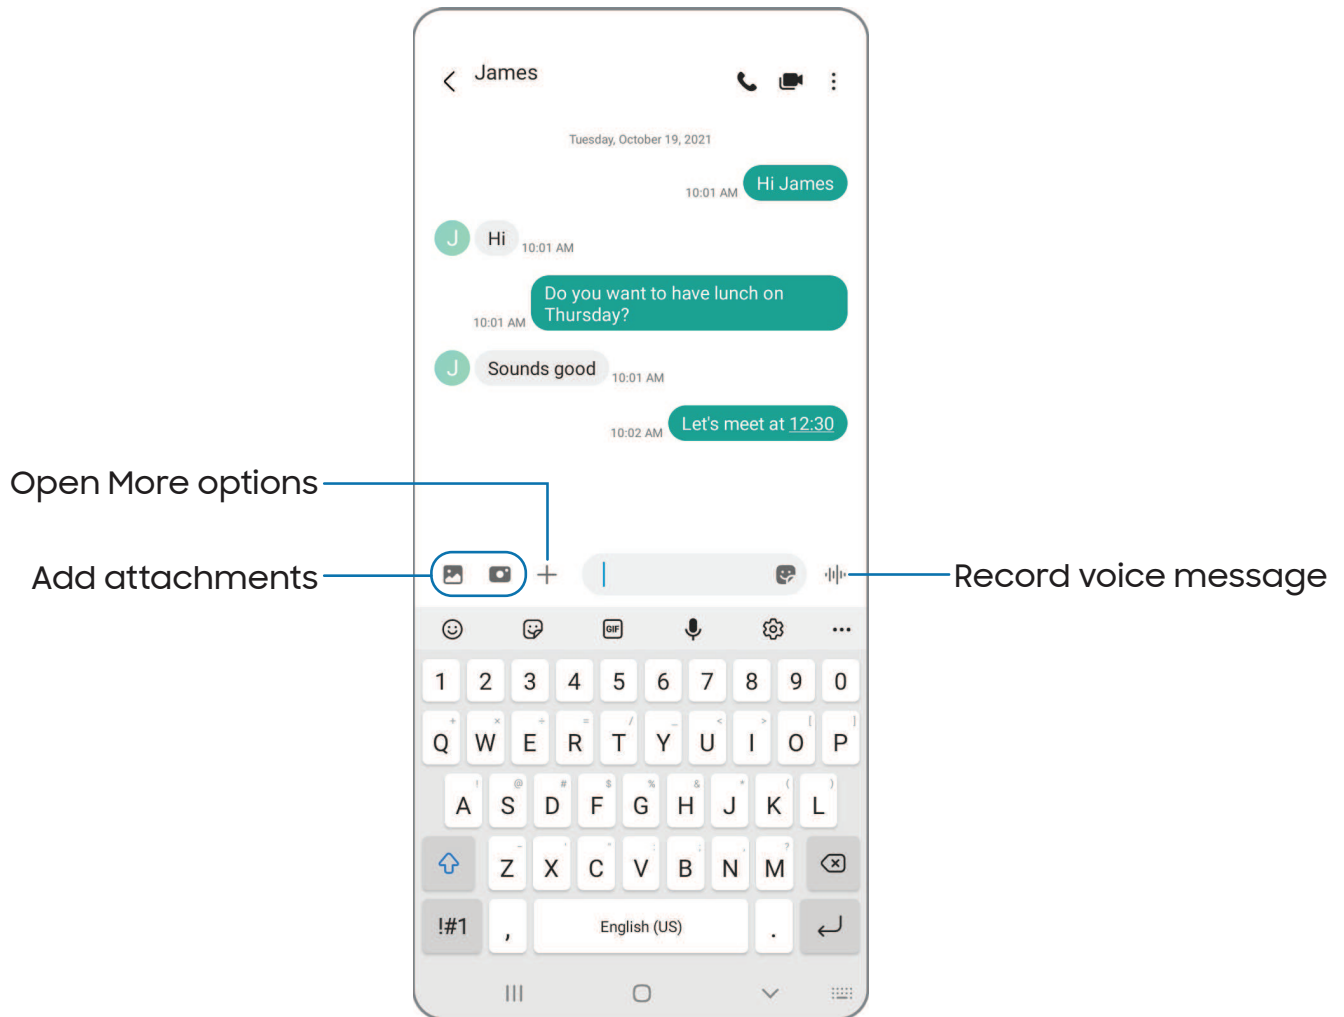 James
Tuesday, October 19, 2021
10:01 AM Hi James
J Hi 10:01 AM
Do you want to have lunch on
Thursday?
10:01 AM
J Sounds good 10:01 AM
10:02 AM Let's meet at 12:30
Open More options
Add attachments
Record voice message
GIF
1 2 3 4 5 6 7 8 9 0
+ × ÷ = / _ < > [ ]
Q W E R T Y U I O P
! @ # $ % & * ( )
A S D F G H J K L
- ' " : ; , ?
Z X C V B N M
!#1 , English (US) .